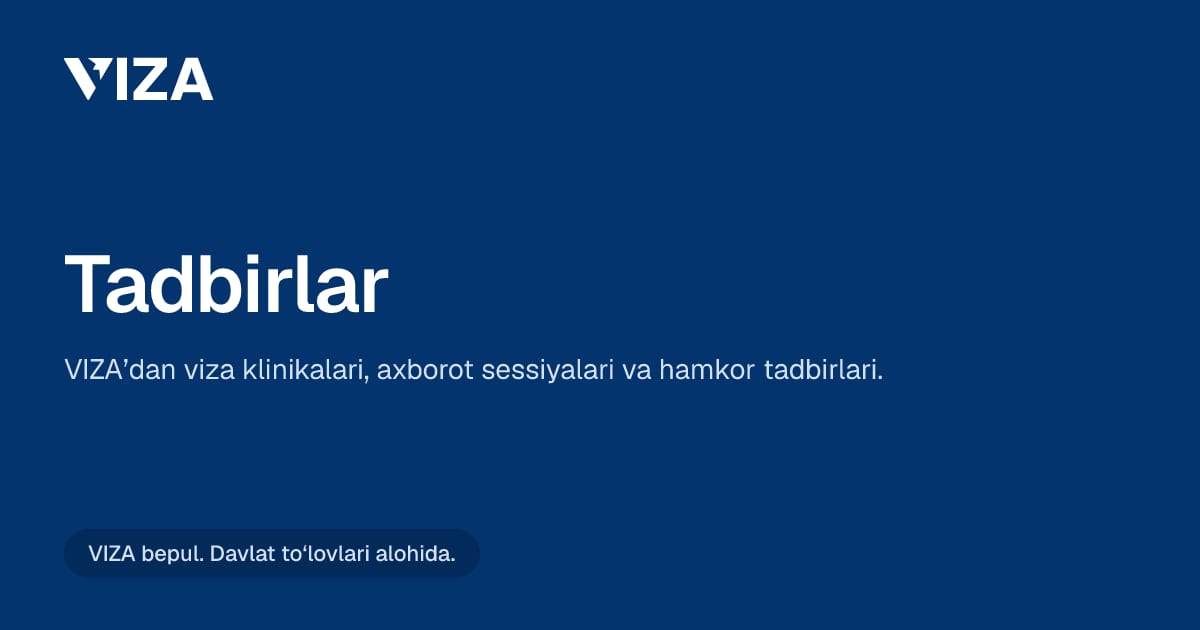 VIZA
Tadbirlar
VIZA’dan viza klinikalari, axborot sessiyalari va hamkor tadbirlari.
VIZA bepul. Davlat to‘lovlari alohida.